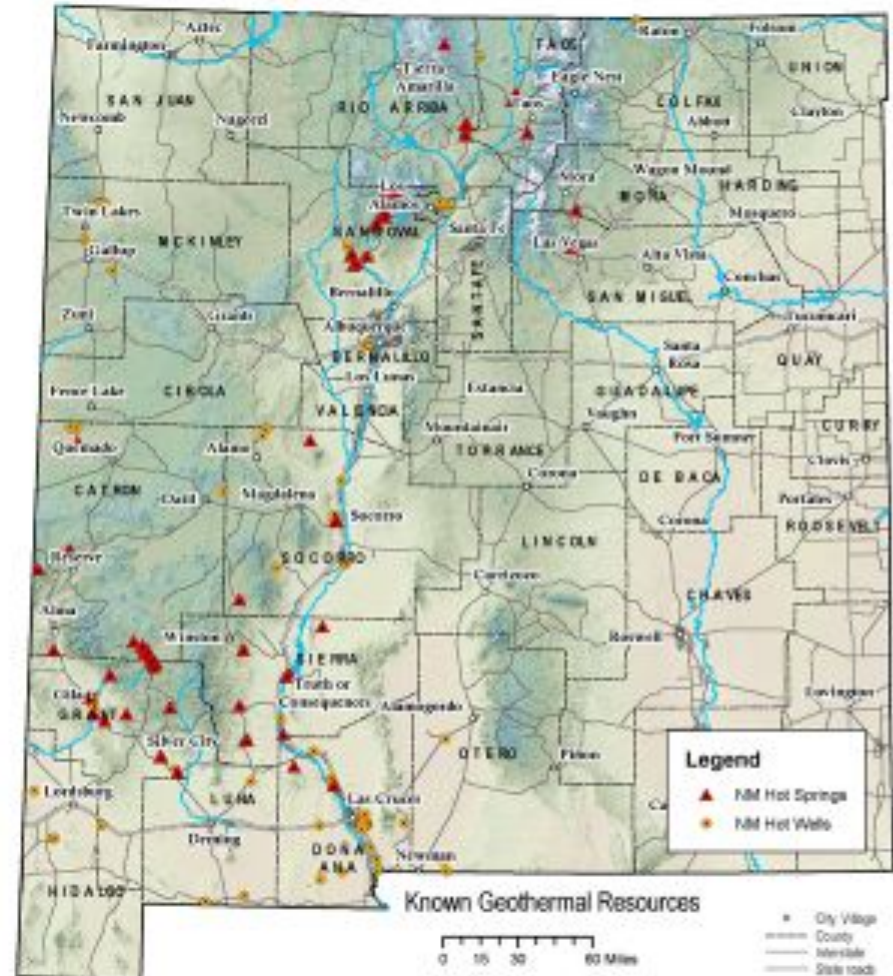 Aztec
Farmington
Raton
Folsom
TAOS
Tierra
Amarilla
Eagle Nest
UNION
SAN JUAN
RIO ARRIBA
Taos
COLFAX
Clayton
Newcomb
Nageezi
Abbott
Los
Alamos
Mora
Wagon Mound
HARDING
MORA
Twin Lakes
Mosquero
MCKINLEY
SANDOVAL
Santa Fe
Las Vegas
Gallup
Alta Vista
SANTA FE
Conchas
Bernalillo
SAN MIGUEL
Zuni
Grants
Tucumcari
Albuquerque
Santa
Rosa
BERNALILLO
QUAY
Los Lunas
Fence Lake
CIBOLA
Estancia
GUADALUPE
VALENCIA
Vaughn
CURRY
Mountainair
Quemado
Alamo
TORRANCE
Fort Sumner
Clovis
Corona
DE BACA
CATRON
Datil
Magdalena
Portales
Socorro
Corona
ROOSEVELT
LINCOLN
Reserve
SOCORRO
Carrizozo
CHAVES
Alma
Winston
Roswell
SIERRA
Truth or
Consequences
Alamogordo
Lovington
GRANT
Silver City
OTERO
Pinon
Legend
NM Hot Springs
NM Hot Wells
Lordsburg
LUNA
Las Cruces
Deming
DOÑA
ANA
Newman
HIDALGO
Known Geothermal Resources
0 15 30 60 Miles
City Village
County
Interstate
State roads